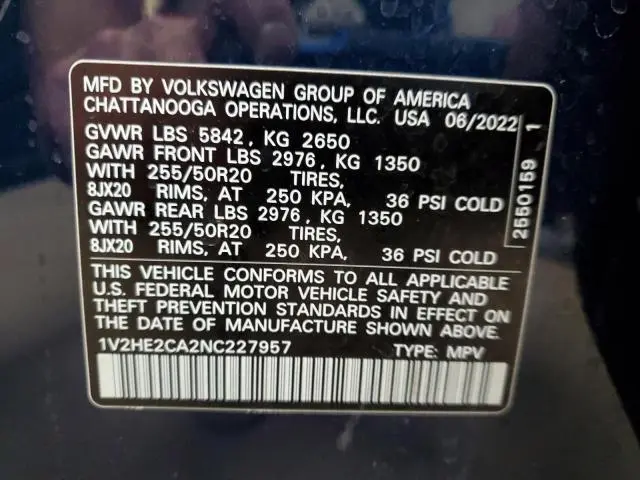 MFD BY VOLKSWAGEN GROUP OF AMERICA
CHATTANOOGA OPERATIONS, LLC. USA 06/2022
GVWR LBS 5842, KG 2650
GAWR FRONT LBS 2976, KG 1350
WITH 255/50R20 TIRES,
8JX20 RIMS, AT 250 KPA, 36 PSI COLD
GAWR REAR LBS 2976, KG 1350
WITH 255/50R20 TIRES,
8JX20 RIMS, AT 250 KPA, 36 PSI COLD
THIS VEHICLE CONFORMS TO ALL APPLICABLE
U.S. FEDERAL MOTOR VEHICLE SAFETY AND
THEFT PREVENTION STANDARDS IN EFFECT ON
THE DATE OF MANUFACTURE SHOWN ABOVE.
1V2HE2CA2NC227957 TYPE: MPV
2550159 1